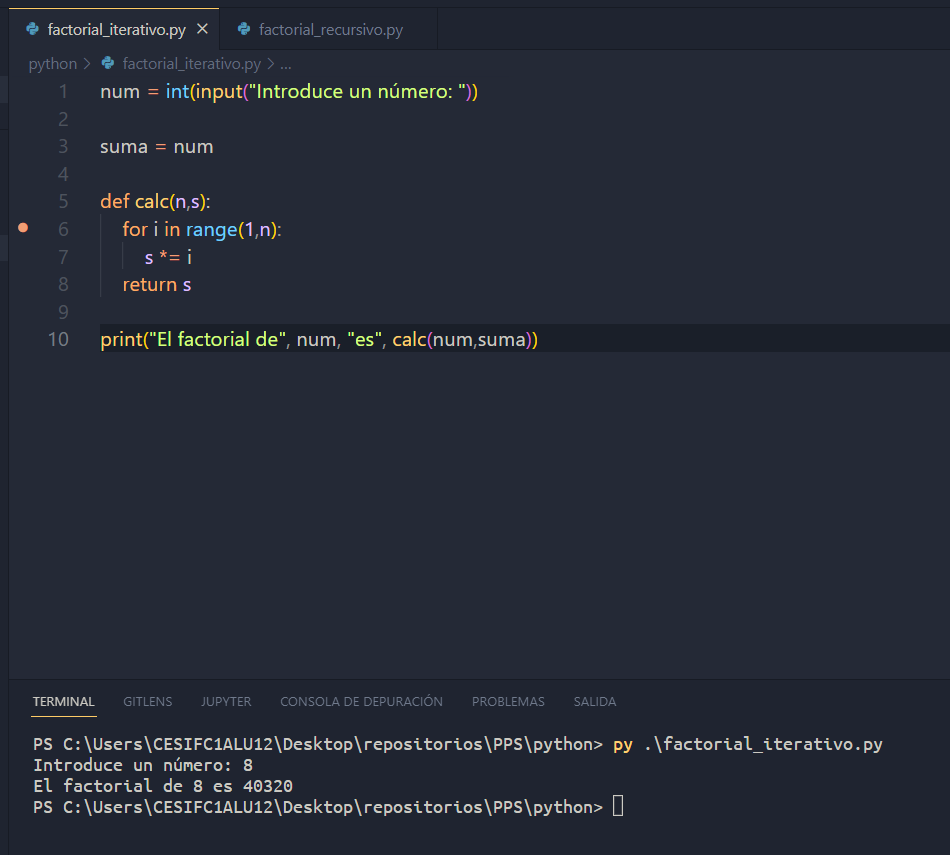 factorial_iterativo.py factorial_recursivo.py
python > factorial_iterativo.py > ...
1 num = int(input("Introduce un número: "))
2
3 suma = num
4
5 def calc(n,s):
6 for i in range(1,n):
7 s *= i
8 return s
9
10 print("El factorial de", num, "es", calc(num,suma))
TERMINAL GITLENS JUPYTER CONSOLA DE DEPURACIÓN PROBLEMAS SALIDA
PS C:\Users\CESIFC1ALU12\Desktop\repositorios\PPS\python> py .\factorial_iterativo.py
Introduce un número: 8
El factorial de 8 es 40320
PS C:\Users\CESIFC1ALU12\Desktop\repositorios\PPS\python>